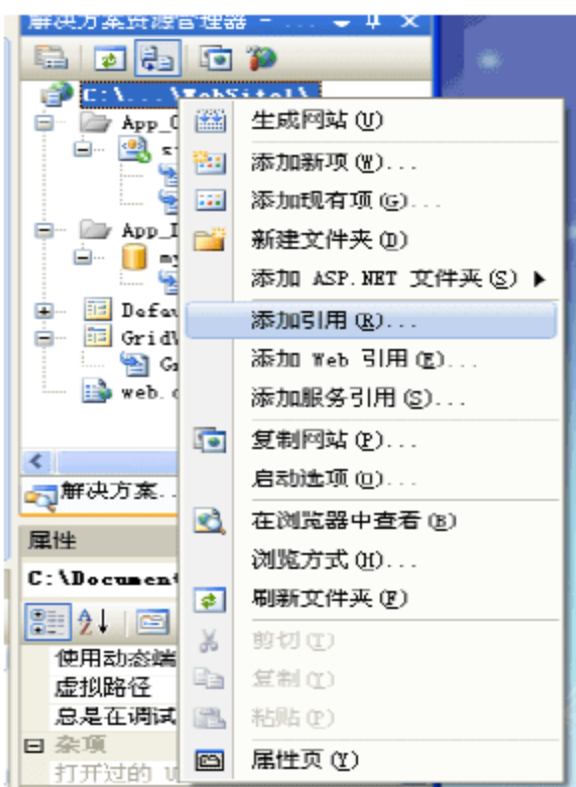 解决方案资源管理器 - ...
C:\...\WebSite1\
App_
App_
Defau
Grid
web.
解决方案..
生成网站(U)
添加新项(W)...
添加现有项(G)...
新建文件夹(D)
添加 ASP.NET 文件夹(S)
添加引用(R)...
添加 Web 引用(E)...
添加服务引用(S)...
复制网站(P)...
启动选项(O)...
在浏览器中查看(B)
浏览方式(H)...
刷新文件夹(F)
剪切(T)
复制(Y)
粘贴(P)
属性页(Y)
属性
C:\Documen
使用动态端
虚拟路径
总是在调试
杂项
打开过的 U